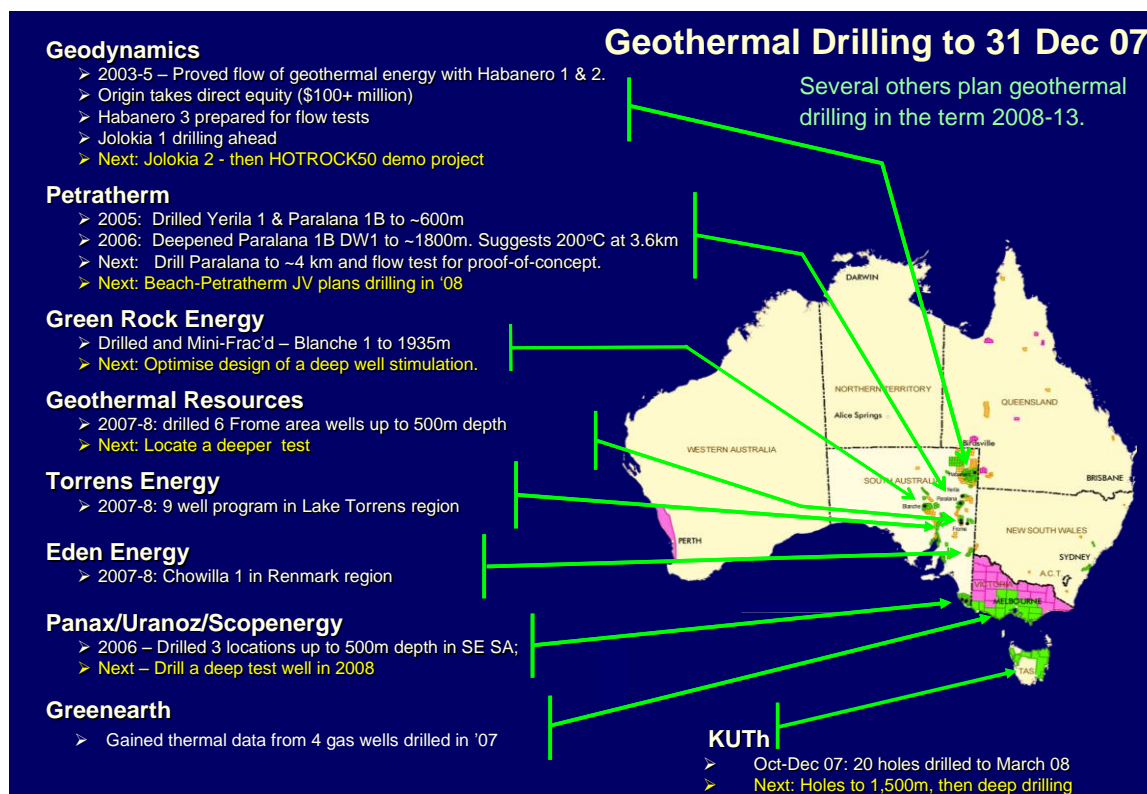 Geothermal Drilling to 31 Dec 07
Several others plan geothermal
drilling in the term 2008-13.
Geodynamics
➢ 2003-5 – Proved flow of geothermal energy with Habanero 1 & 2.
➢ Origin takes direct equity ($100+ million)
➢ Habanero 3 prepared for flow tests
➢ Jolokia 1 drilling ahead
➢ Next: Jolokia 2 - then HOTROCK50 demo project
Petratherm
➢ 2005: Drilled Yerila 1 & Paralana 1B to ~600m
➢ 2006: Deepened Paralana 1B DW1 to ~1800m. Suggests 200°C at 3.6km
➢ Next: Drill Paralana to ~4 km and flow test for proof-of-concept.
➢ Next: Beach-Petratherm JV plans drilling in '08
Green Rock Energy
➢ Drilled and Mini-Frac'd – Blanche 1 to 1935m
➢ Next: Optimise design of a deep well stimulation.
Geothermal Resources
➢ 2007-8: drilled 6 Frome area wells up to 500m depth
➢ Next: Locate a deeper test
Torrens Energy
➢ 2007-8: 9 well program in Lake Torrens region
Eden Energy
➢ 2007-8: Chowilla 1 in Renmark region
Panax/Uranoz/Scopenergy
➢ 2006 – Drilled 3 locations up to 500m depth in SE SA;
➢ Next – Drill a deep test well in 2008
Greenearth
➢ Gained thermal data from 4 gas wells drilled in '07
KUTh
➢ Oct-Dec 07: 20 holes drilled to March 08
➢ Next: Holes to 1,500m, then deep drilling
DARWIN
NORTHERN TERRITORY
Alice Springs
QUEENSLAND
Birdsville
WESTERN AUSTRALIA
SOUTH AUSTRALIA
Yerila
Paralana
Blanche
Frome
BRISBANE
NEW SOUTH WALES
PERTH
SYDNEY
A.C.T.
VICTORIA
MELBOURNE
TAS